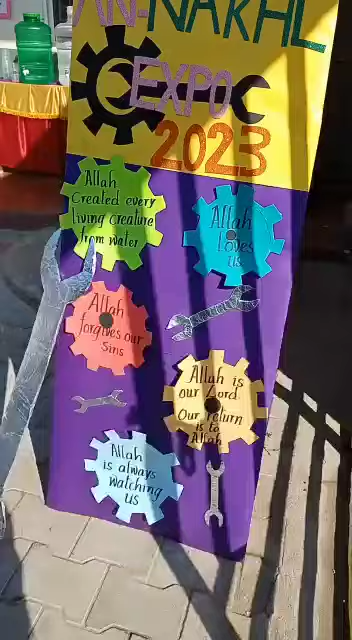 AN-NAKHL
EXPO
2023
Allah
Created every
living creature
from water
Allah
Loves
us
Allah
forgives our
sins
Allah is
our Lord.
Our return
is to
Allah
Allah
is always
watching
us